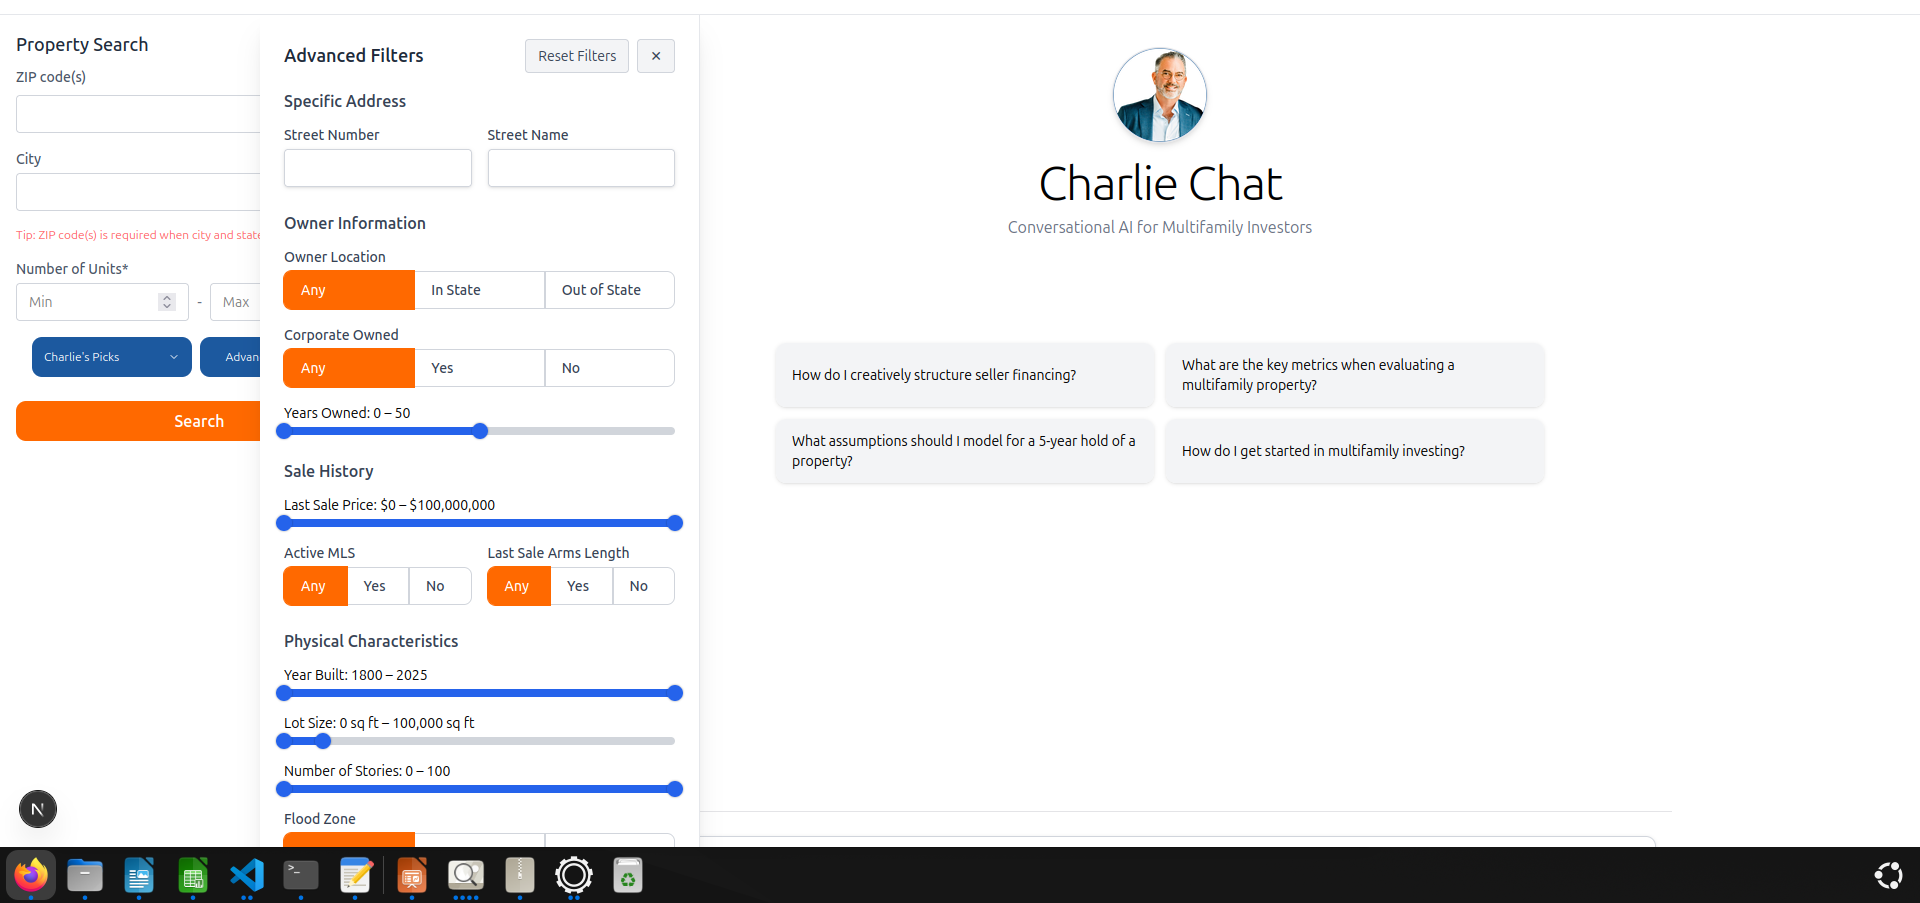 Property Search
ZIP code(s)
City
Tip: ZIP code(s) is required when city and state
Number of Units*
Min
-
Max
Charlie's Picks
Advan
Search
Advanced Filters
Reset Filters
×
Specific Address
Street Number
Street Name
Owner Information
Owner Location
Any
In State
Out of State
Corporate Owned
Any
Yes
No
Years Owned: 0 – 50
Sale History
Last Sale Price: $0 – $100,000,000
Active MLS
Any
Yes
No
Last Sale Arms Length
Any
Yes
No
Physical Characteristics
Year Built: 1800 – 2025
Lot Size: 0 sq ft – 100,000 sq ft
Number of Stories: 0 – 100
Flood Zone
Charlie Chat
Conversational AI for Multifamily Investors
How do I creatively structure seller financing?
What are the key metrics when evaluating a
multifamily property?
What assumptions should I model for a 5-year hold of a
property?
How do I get started in multifamily investing?
N